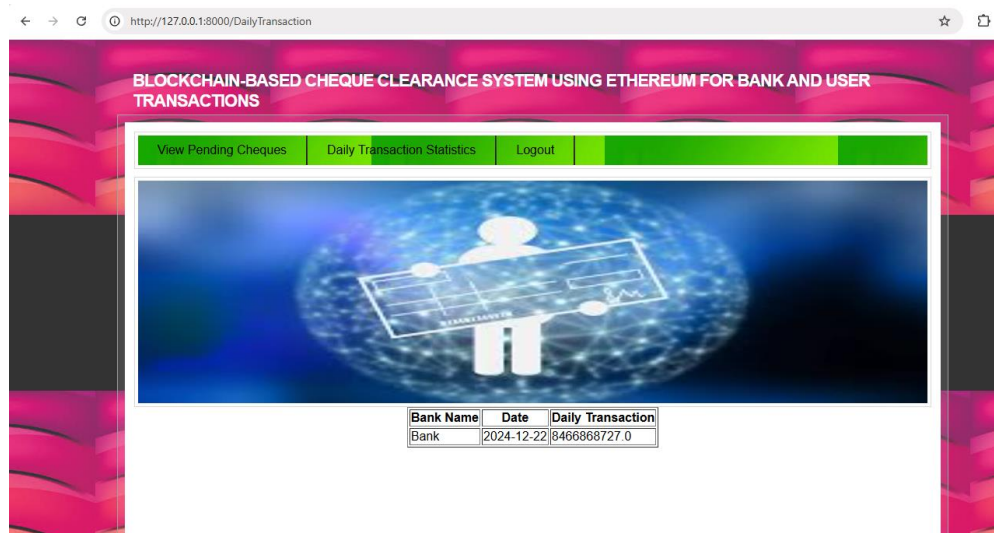 http://127.0.0.1:8000/DailyTransaction
BLOCKCHAIN-BASED CHEQUE CLEARANCE SYSTEM USING ETHEREUM FOR BANK AND USER
TRANSACTIONS
View Pending Cheques Daily Transaction Statistics Logout
Bank Name Date Daily Transaction
Bank 2024-12-22 8466868727.0